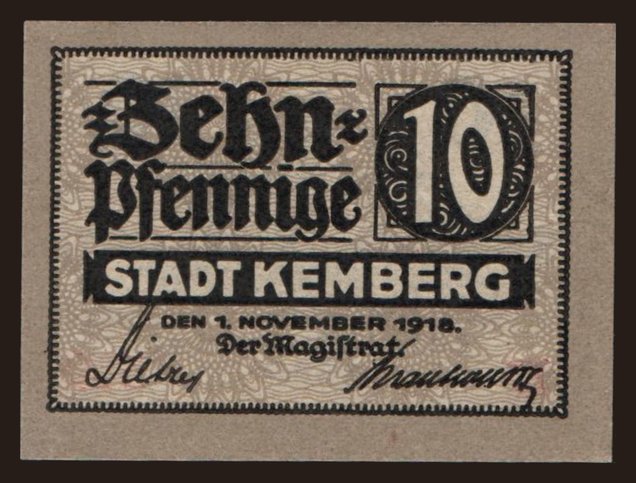 Zehn-
Pfennige
10
STADT KEMBERG
DEN 1. NOVEMBER 1918.
Der Magistrat.